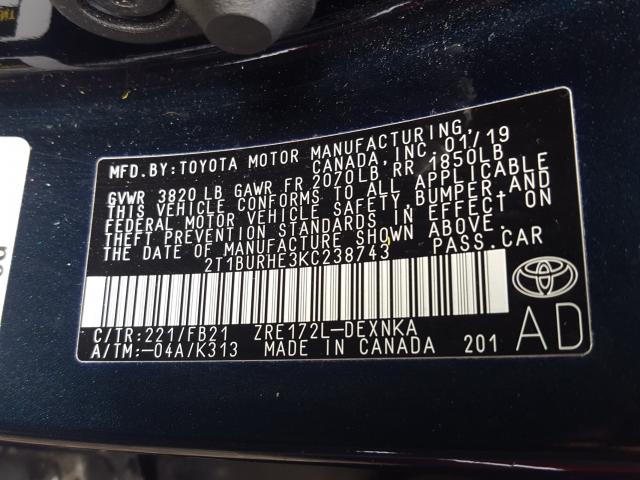 MFD.BY:TOYOTA MOTOR MANUFACTURING,
CANADA, INC. 01/19
GVWR 3820 LB GAWR FR 2070LB, RR 1850LB
THIS VEHICLE CONFORMS TO ALL APPLICABLE
FEDERAL MOTOR VEHICLE SAFETY, BUMPER, AND
THEFT PREVENTION STANDARDS IN EFFECT ON
THE DATE OF MANUFACTURE SHOWN ABOVE.
2T1BURHE3KC238743 PASS.CAR
C/TR:221/FB21 ZRE172L-DEXNKA
A/TM:-04A/K313 MADE IN CANADA 201
AD